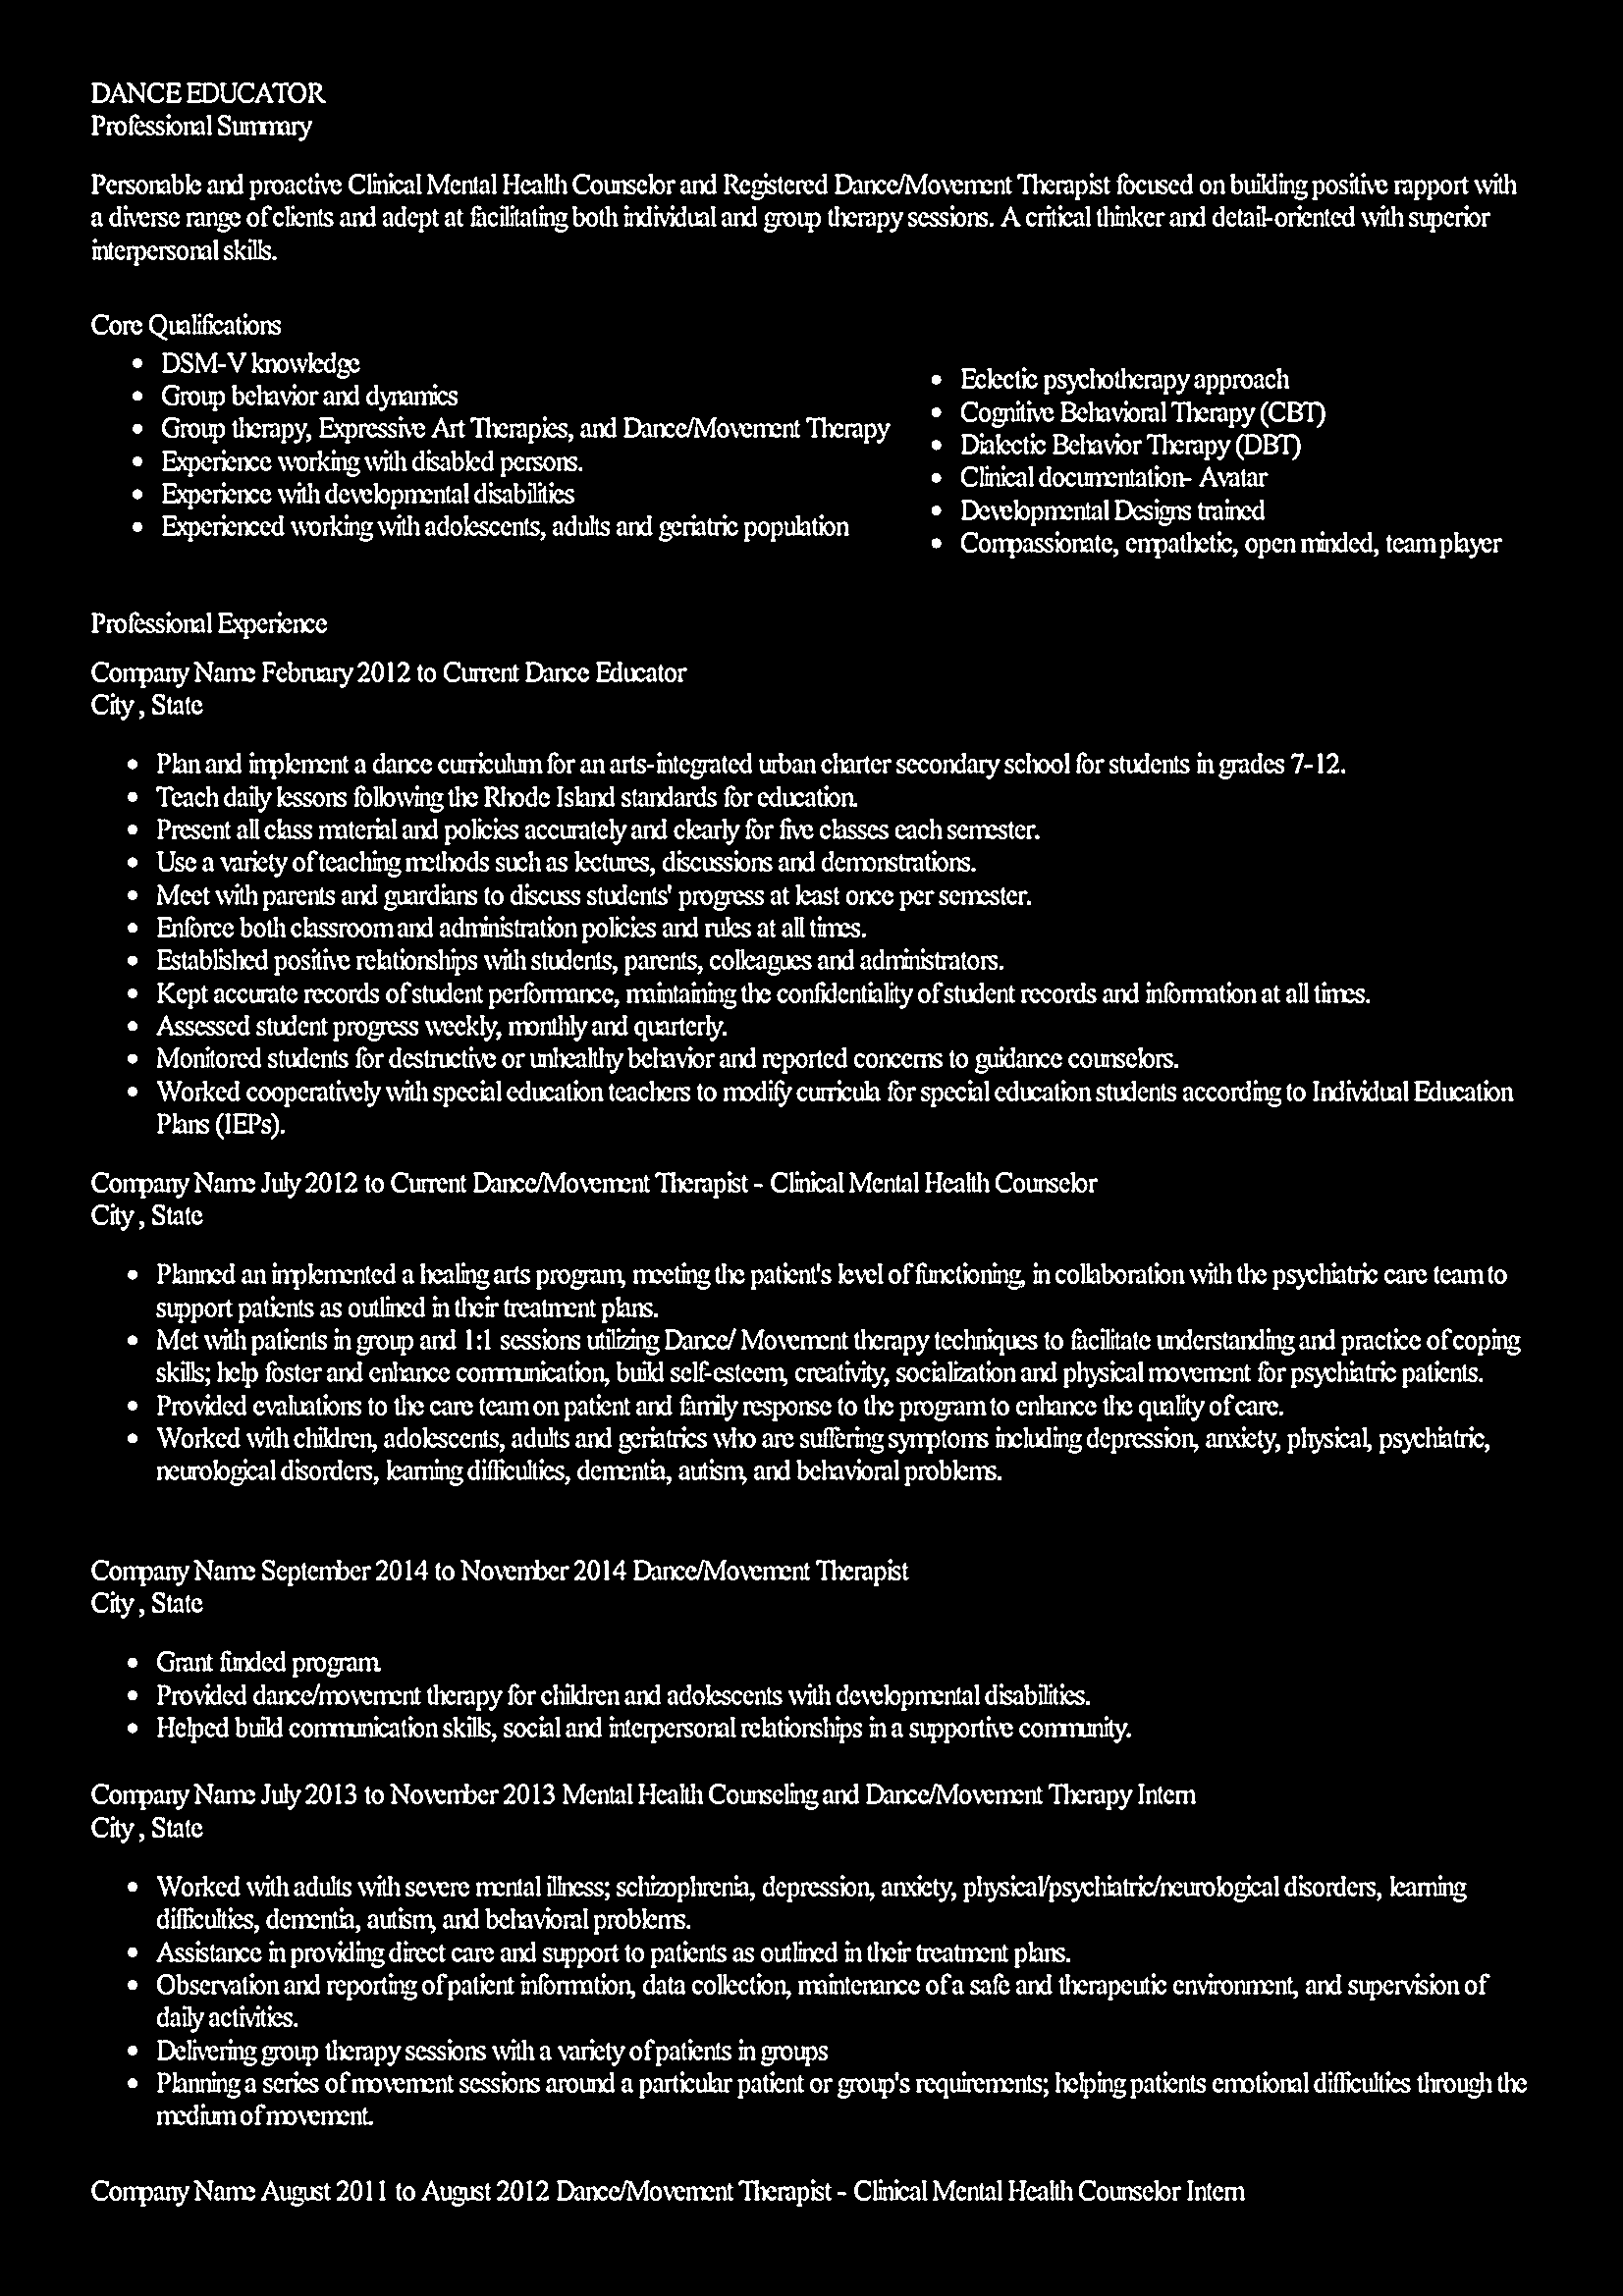 DANCE EDUCATOR
Professional Summary
Personable and proactive Clinical Mental Health Counselor and Registered Dance/Movement Therapist focused on building positive rapport with
a diverse range of clients and adept at facilitating both individual and group therapy sessions. A critical thinker and detail-oriented with superior
interpersonal skills.
Core Qualifications
• DSM-V knowledge
• Group behavior and dynamics
• Group therapy, Expressive Art Therapies, and Dance/Movement Therapy
• Experience working with disabled persons.
• Experience with developmental disabilities
• Experienced working with adolescents, adults and geriatric population
• Eclectic psychotherapy approach
• Cognitive Behavioral Therapy (CBT)
• Dialectic Behavior Therapy (DBT)
• Clinical documentation- Avatar
• Developmental Designs trained
• Compassionate, empathetic, open minded, team player
Professional Experience
Company Name February 2012 to Current Dance Educator
City , State
• Plan and implement a dance curriculum for an arts-integrated urban charter secondary school for students in grades 7-12.
• Teach daily lessons following the Rhode Island standards for education.
• Present all class material and policies accurately and clearly for five classes each semester.
• Use a variety of teaching methods such as lectures, discussions and demonstrations.
• Meet with parents and guardians to discuss students' progress at least once per semester.
• Enforce both classroom and administration policies and rules at all times.
• Established positive relationships with students, parents, colleagues and administrators.
• Kept accurate records of student performance, maintaining the confidentiality of student records and information at all times.
• Assessed student progress weekly, monthly and quarterly.
• Monitored students for destructive or unhealthy behavior and reported concerns to guidance counselors.
• Worked cooperatively with special education teachers to modify curricula for special education students according to Individual Education
Plans (IEPs).
Company Name July 2012 to Current Dance/Movement Therapist - Clinical Mental Health Counselor
City , State
• Planned an implemented a healing arts program, meeting the patient's level of functioning, in collaboration with the psychiatric care team to
support patients as outlined in their treatment plans.
• Met with patients in group and 1:1 sessions utilizing Dance/ Movement therapy techniques to facilitate understanding and practice of coping
skills; help foster and enhance communication, build self-esteem, creativity, socialization and physical movement for psychiatric patients.
• Provided evaluations to the care team on patient and family response to the program to enhance the quality of care.
• Worked with children, adolescents, adults and geriatrics who are suffering symptoms including depression, anxiety, physical, psychiatric,
neurological disorders, learning difficulties, dementia, autism, and behavioral problems.
Company Name September 2014 to November 2014 Dance/Movement Therapist
City , State
• Grant funded program.
• Provided dance/movement therapy for children and adolescents with developmental disabilities.
• Helped build communication skills, social and interpersonal relationships in a supportive community.
Company Name July 2013 to November 2013 Mental Health Counseling and Dance/Movement Therapy Intern
City , State
• Worked with adults with severe mental illness; schizophrenia, depression, anxiety, physical/psychiatric/neurological disorders, learning
difficulties, dementia, autism, and behavioral problems.
• Assistance in providing direct care and support to patients as outlined in their treatment plans.
• Observation and reporting of patient information, data collection, maintenance of a safe and therapeutic environment, and supervision of
daily activities.
• Delivering group therapy sessions with a variety of patients in groups
• Planning a series of movement sessions around a particular patient or group's requirements; helping patients emotional difficulties through the
medium of movement.
Company Name August 2011 to August 2012 Dance/Movement Therapist - Clinical Mental Health Counselor Intern